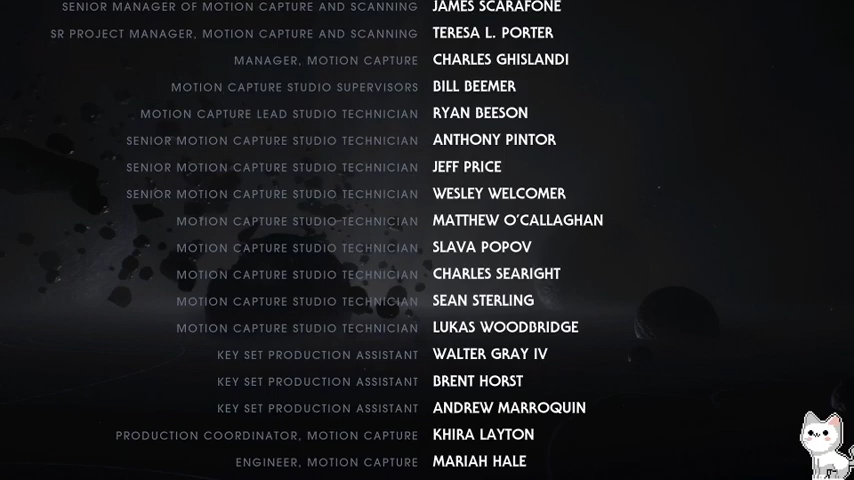 SENIOR MANAGER OF MOTION CAPTURE AND SCANNING JAMES SCARAFONE
SR PROJECT MANAGER, MOTION CAPTURE AND SCANNING TERESA L. PORTER
MANAGER, MOTION CAPTURE CHARLES GHISLANDI
MOTION CAPTURE STUDIO SUPERVISORS BILL BEEMER
MOTION CAPTURE LEAD STUDIO TECHNICIAN RYAN BEESON
SENIOR MOTION CAPTURE STUDIO TECHNICIAN ANTHONY PINTOR
SENIOR MOTION CAPTURE STUDIO TECHNICIAN JEFF PRICE
SENIOR MOTION CAPTURE STUDIO TECHNICIAN WESLEY WELCOMER
MOTION CAPTURE STUDIO TECHNICIAN MATTHEW O'CALLAGHAN
MOTION CAPTURE STUDIO TECHNICIAN SLAVA POPOV
MOTION CAPTURE STUDIO TECHNICIAN CHARLES SEARIGHT
MOTION CAPTURE STUDIO TECHNICIAN SEAN STERLING
MOTION CAPTURE STUDIO TECHNICIAN LUKAS WOODBRIDGE
KEY SET PRODUCTION ASSISTANT WALTER GRAY IV
KEY SET PRODUCTION ASSISTANT BRENT HORST
KEY SET PRODUCTION ASSISTANT ANDREW MARROQUIN
PRODUCTION COORDINATOR, MOTION CAPTURE KHIRA LAYTON
ENGINEER, MOTION CAPTURE MARIAH HALE